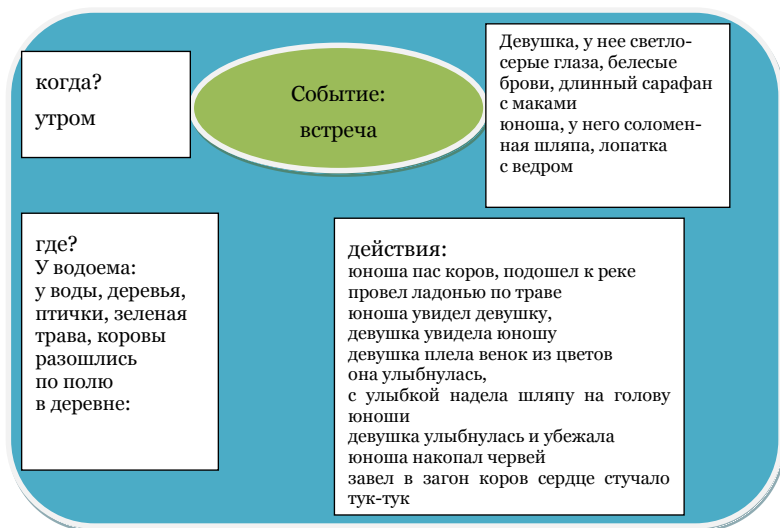 когда?
утром
Событие:
встреча
Девушка, у нее светло-
серые глаза, белесые
брови, длинный сарафан
с маками
юноша, у него соломен-
ная шляпа, лопатка
с ведром
где?
У водоема:
у воды, деревья,
птички, зеленая
трава, коровы
разошлись
по полю
в деревне:
действия:
юноша пас коров, подошел к реке
провел ладонью по траве
юноша увидел девушку,
девушка увидела юношу
девушка плела венок из цветов
она улыбнулась,
с улыбкой надела шляпу на голову
юноши
девушка улыбнулась и убежала
юноша накопал червей
завел в загон коров сердце стучало
тук-тук